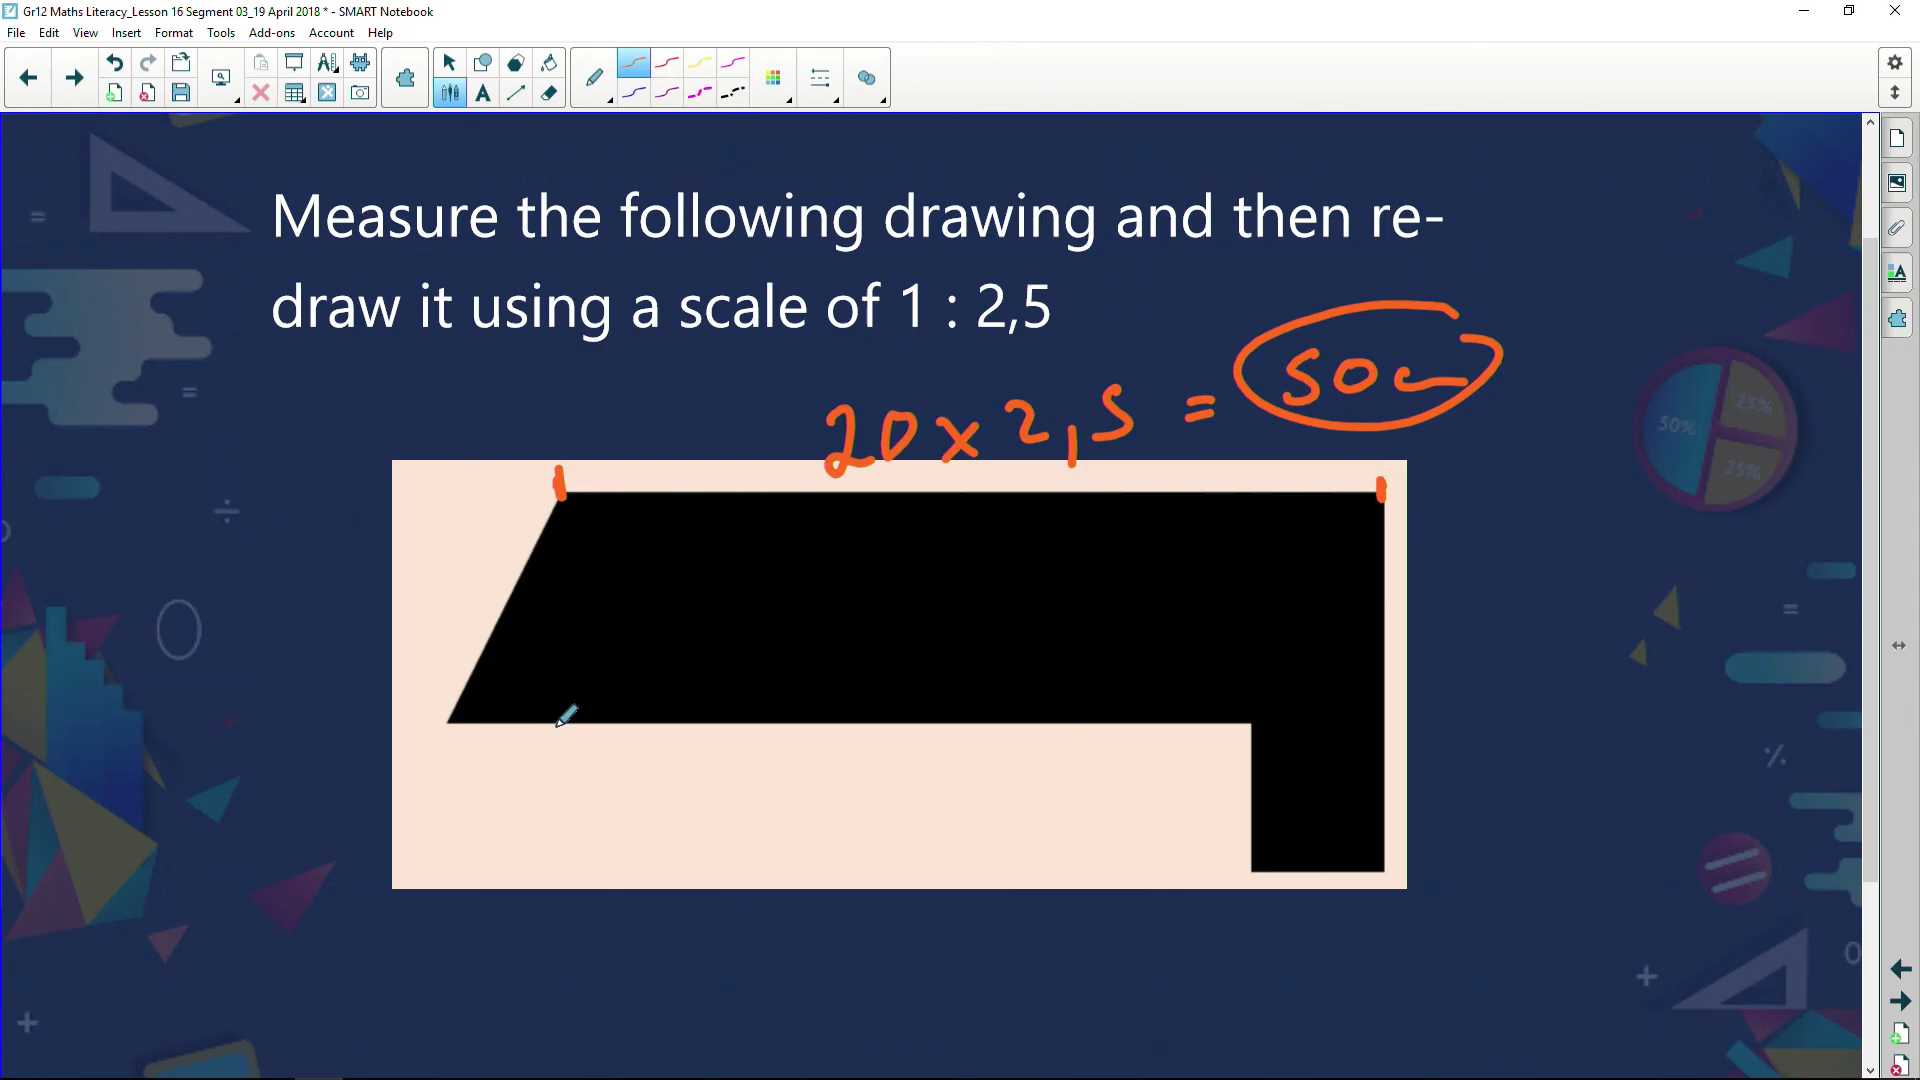 Gr12 Maths Literacy_Lesson 16 Segment 03_19 April 2018 * - SMART Notebook
File Edit View Insert Format Tools Add-ons Account Help
Measure the following drawing and then re-
draw it using a scale of 1 : 2,5
20 x 2,5 = 50cm
50% 25%
25%